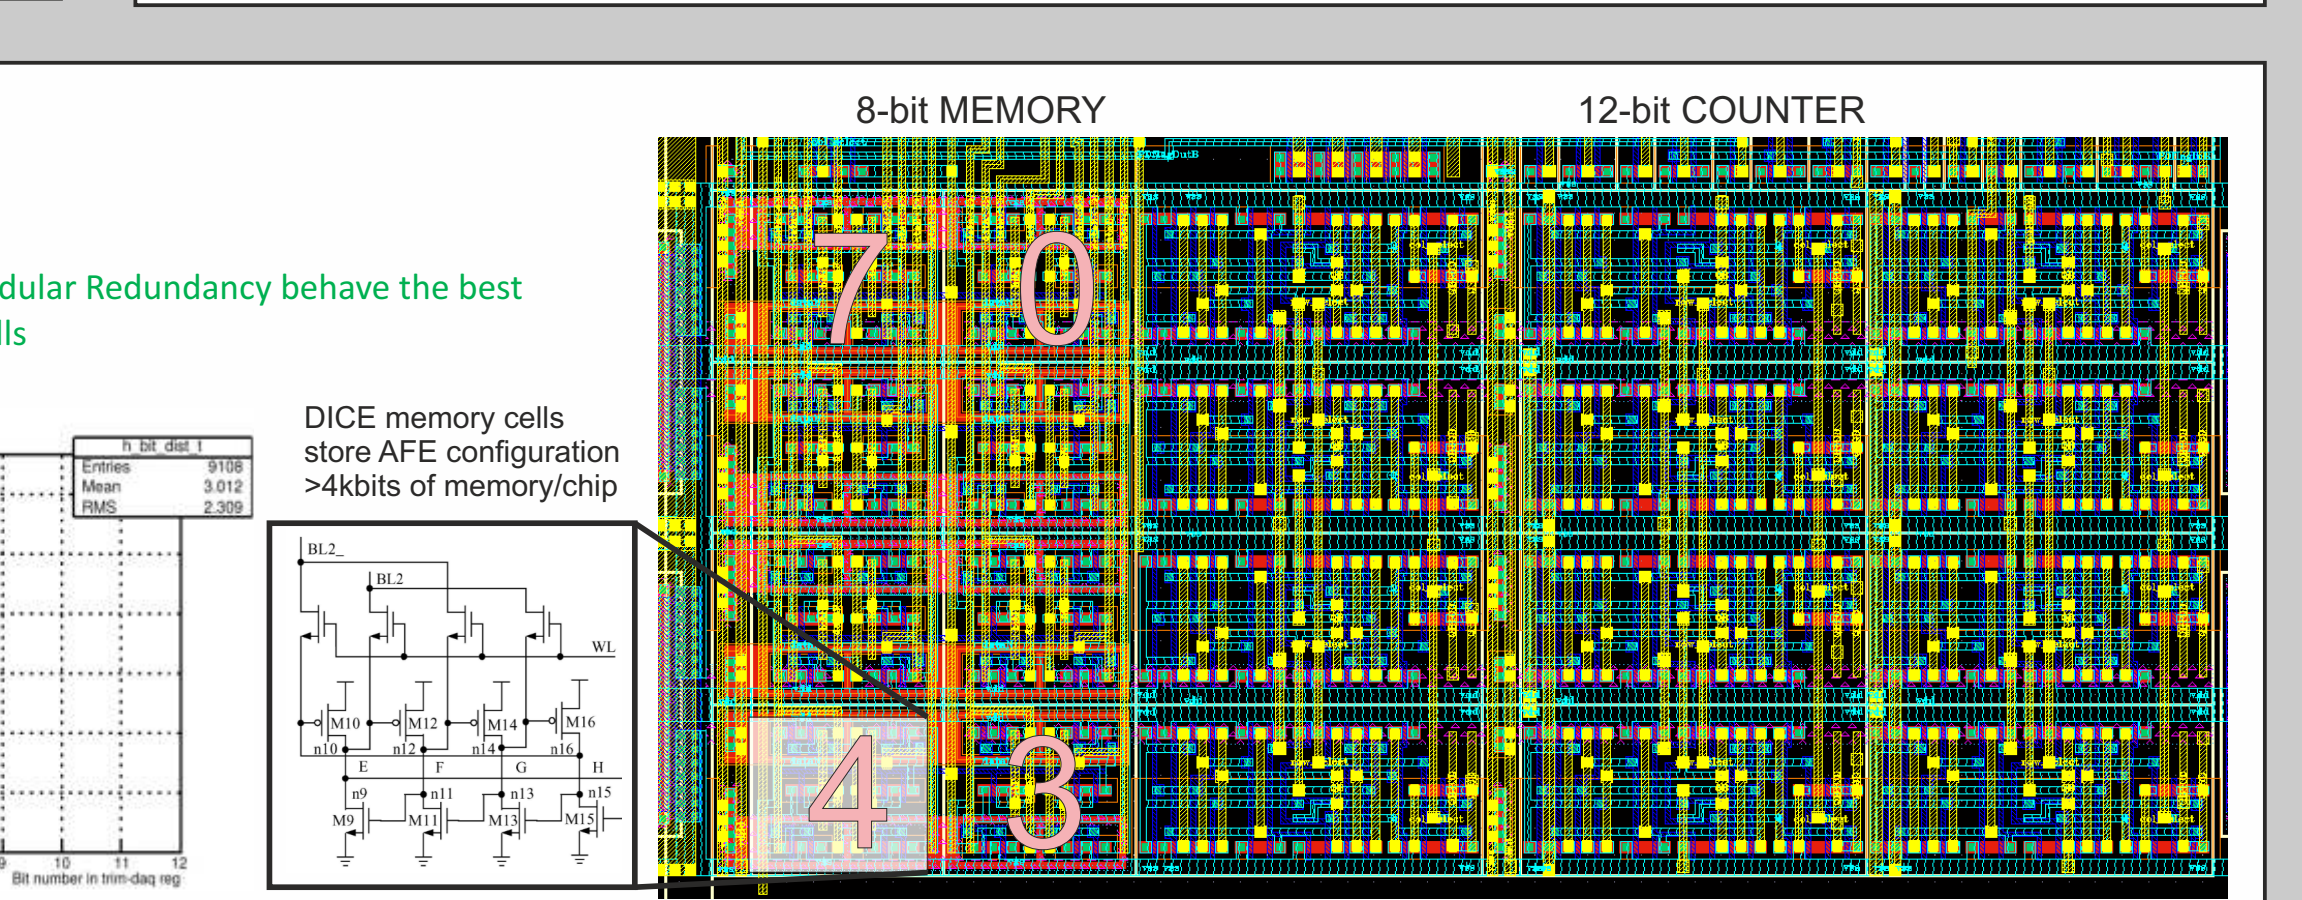 8-bit MEMORY
12-bit COUNTER
dular Redundancy behave the best
lls
DICE memory cells
store AFE configuration
>4kbits of memory/chip
h_bit_dist_t
Entries 9108
Mean 3.012
RMS 2.309
9 10 11 12
Bit number in trim-daq reg
BL2_
BL2
WL
M10 M12 M14 M16
n10 n12 n14 n16
E F G H
n9 n11 n13 n15
M9 M11 M13 M15
7 0
4 3